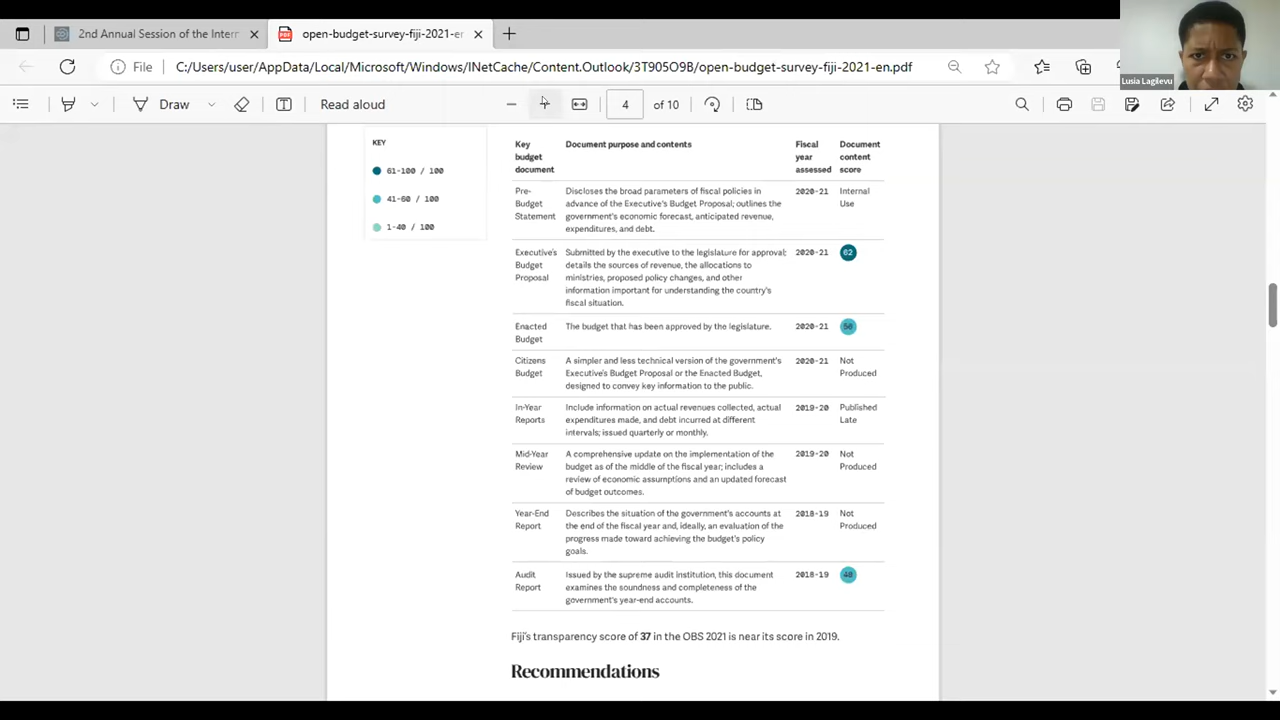 2nd Annual Session of the Intern
open-budget-survey-fiji-2021-en
File
C:/Users/user/AppData/Local/Microsoft/Windows/INetCache/Content.Outlook/3T905O9B/open-budget-survey-fiji-2021-en.pdf
Lusia Lagilevu
Draw
Read aloud
4
of 10
KEY
61-100 / 100
41-60 / 100
1-40 / 100
Key
budget
document
Document purpose and contents
Fiscal
year
assessed
Document
content
score
Pre-
Budget
Statement
Discloses the broad parameters of fiscal policies in
advance of the Executive's Budget Proposal; outlines the
government's economic forecast, anticipated revenue,
expenditures, and debt.
2020-21
Internal
Use
Executive's
Budget
Proposal
Submitted by the executive to the legislature for approval;
details the sources of revenue, the allocations to
ministries, proposed policy changes, and other
information important for understanding the country's
fiscal situation.
2020-21
62
Enacted
Budget
The budget that has been approved by the legislature.
2020-21
50
Citizens
Budget
A simpler and less technical version of the government's
Executive's Budget Proposal or the Enacted Budget,
designed to convey key information to the public.
2020-21
Not
Produced
In-Year
Reports
Include information on actual revenues collected, actual
expenditures made, and debt incurred at different
intervals; issued quarterly or monthly.
2019-20
Published
Late
Mid-Year
Review
A comprehensive update on the implementation of the
budget as of the middle of the fiscal year; includes a
review of economic assumptions and an updated forecast
of budget outcomes.
2019-20
Not
Produced
Year-End
Report
Describes the situation of the government's accounts at
the end of the fiscal year and, ideally, an evaluation of the
progress made toward achieving the budget's policy
goals.
2018-19
Not
Produced
Audit
Report
Issued by the supreme audit institution, this document
examines the soundness and completeness of the
government's year-end accounts.
2018-19
Fiji's transparency score of 37 in the OBS 2021 is near its score in 2019.
Recommendations